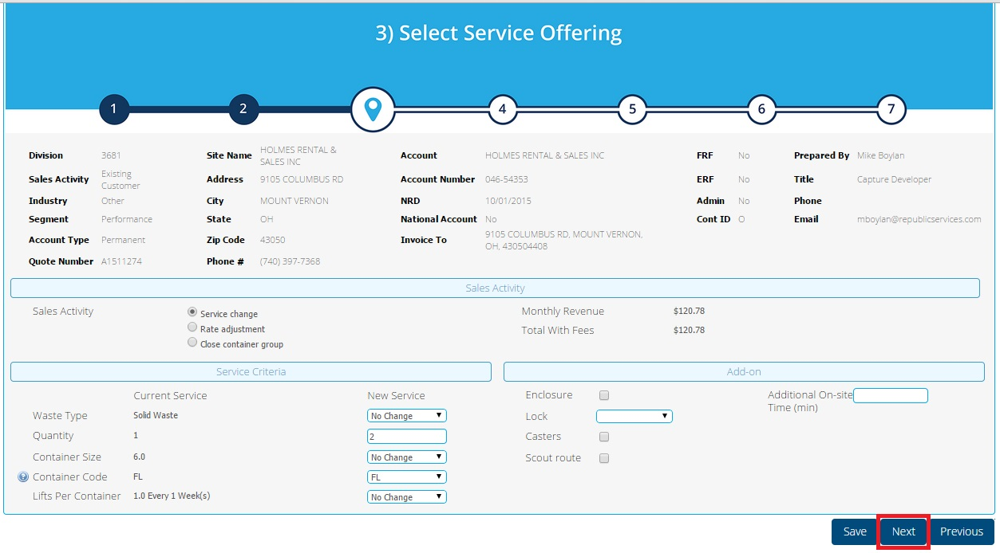 3) Select Service Offering
1 2 4 5 6 7
Division 3681 Site Name HOLMES RENTAL & SALES INC Account HOLMES RENTAL & SALES INC FRF No Prepared By Mike Boylan
Sales Activity Existing Customer Address 9105 COLUMBUS RD Account Number 046-54353 ERF No Title Capture Developer
Industry Other City MOUNT VERNON NRD 10/01/2015 Admin No Phone
Segment Performance State OH National Account No Cont ID O Email mboylan@republicservices.com
Account Type Permanent Zip Code 43050 Invoice To 9105 COLUMBUS RD, MOUNT VERNON, OH, 430504408
Quote Number A1511274 Phone # (740) 397-7368
Sales Activity
Sales Activity Service change Monthly Revenue $120.78
Rate adjustment Total With Fees $120.78
Close container group
Service Criteria Add-on
Current Service New Service Enclosure Additional On-site Time (min)
Waste Type Solid Waste No Change Lock
Quantity 1 2 Casters
Container Size 6.0 No Change Scout route
? Container Code FL FL
Lifts Per Container 1.0 Every 1 Week(s) No Change
Save Next Previous